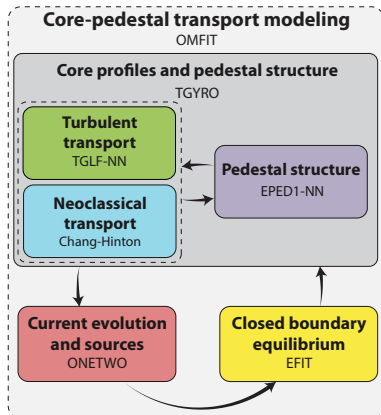 Core-pedestal transport modeling
OMFIT
Core profiles and pedestal structure
TGYRO
Turbulent
transport
TGLF-NN
Pedestal structure
EPED1-NN
Neoclassical
transport
Chang-Hinton
Current evolution
and sources
ONETWO
Closed boundary
equilibrium
EFIT